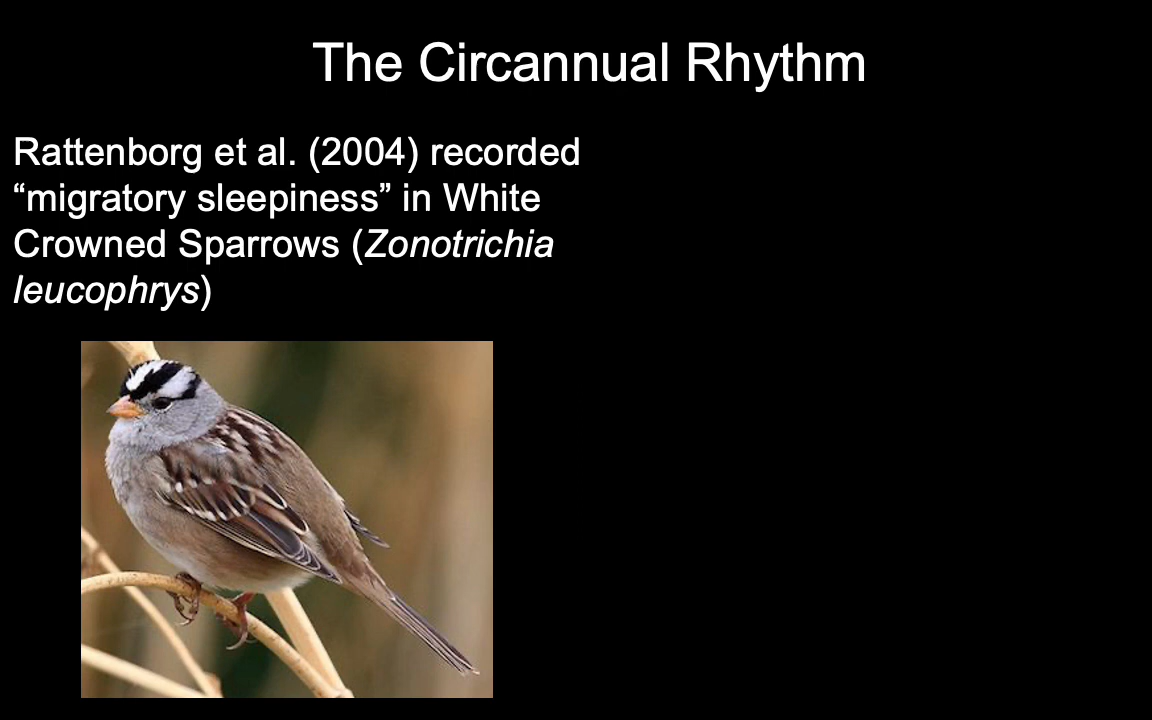 The Circannual Rhythm
Rattenborg et al. (2004) recorded
“migratory sleepiness” in White
Crowned Sparrows (Zonotrichia
leucophrys)